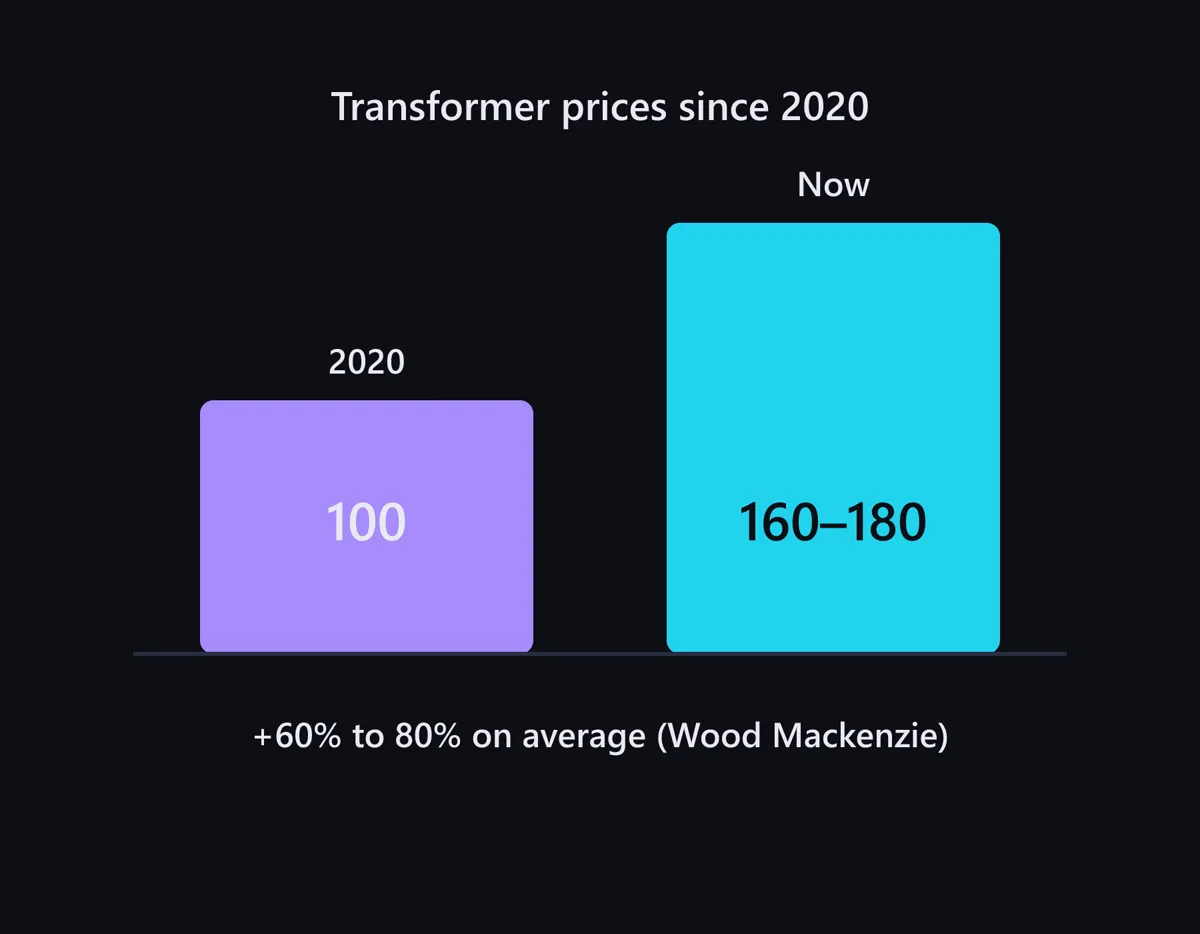 Transformer prices since 2020
Now
2020
100
160–180
+60% to 80% on average (Wood Mackenzie)